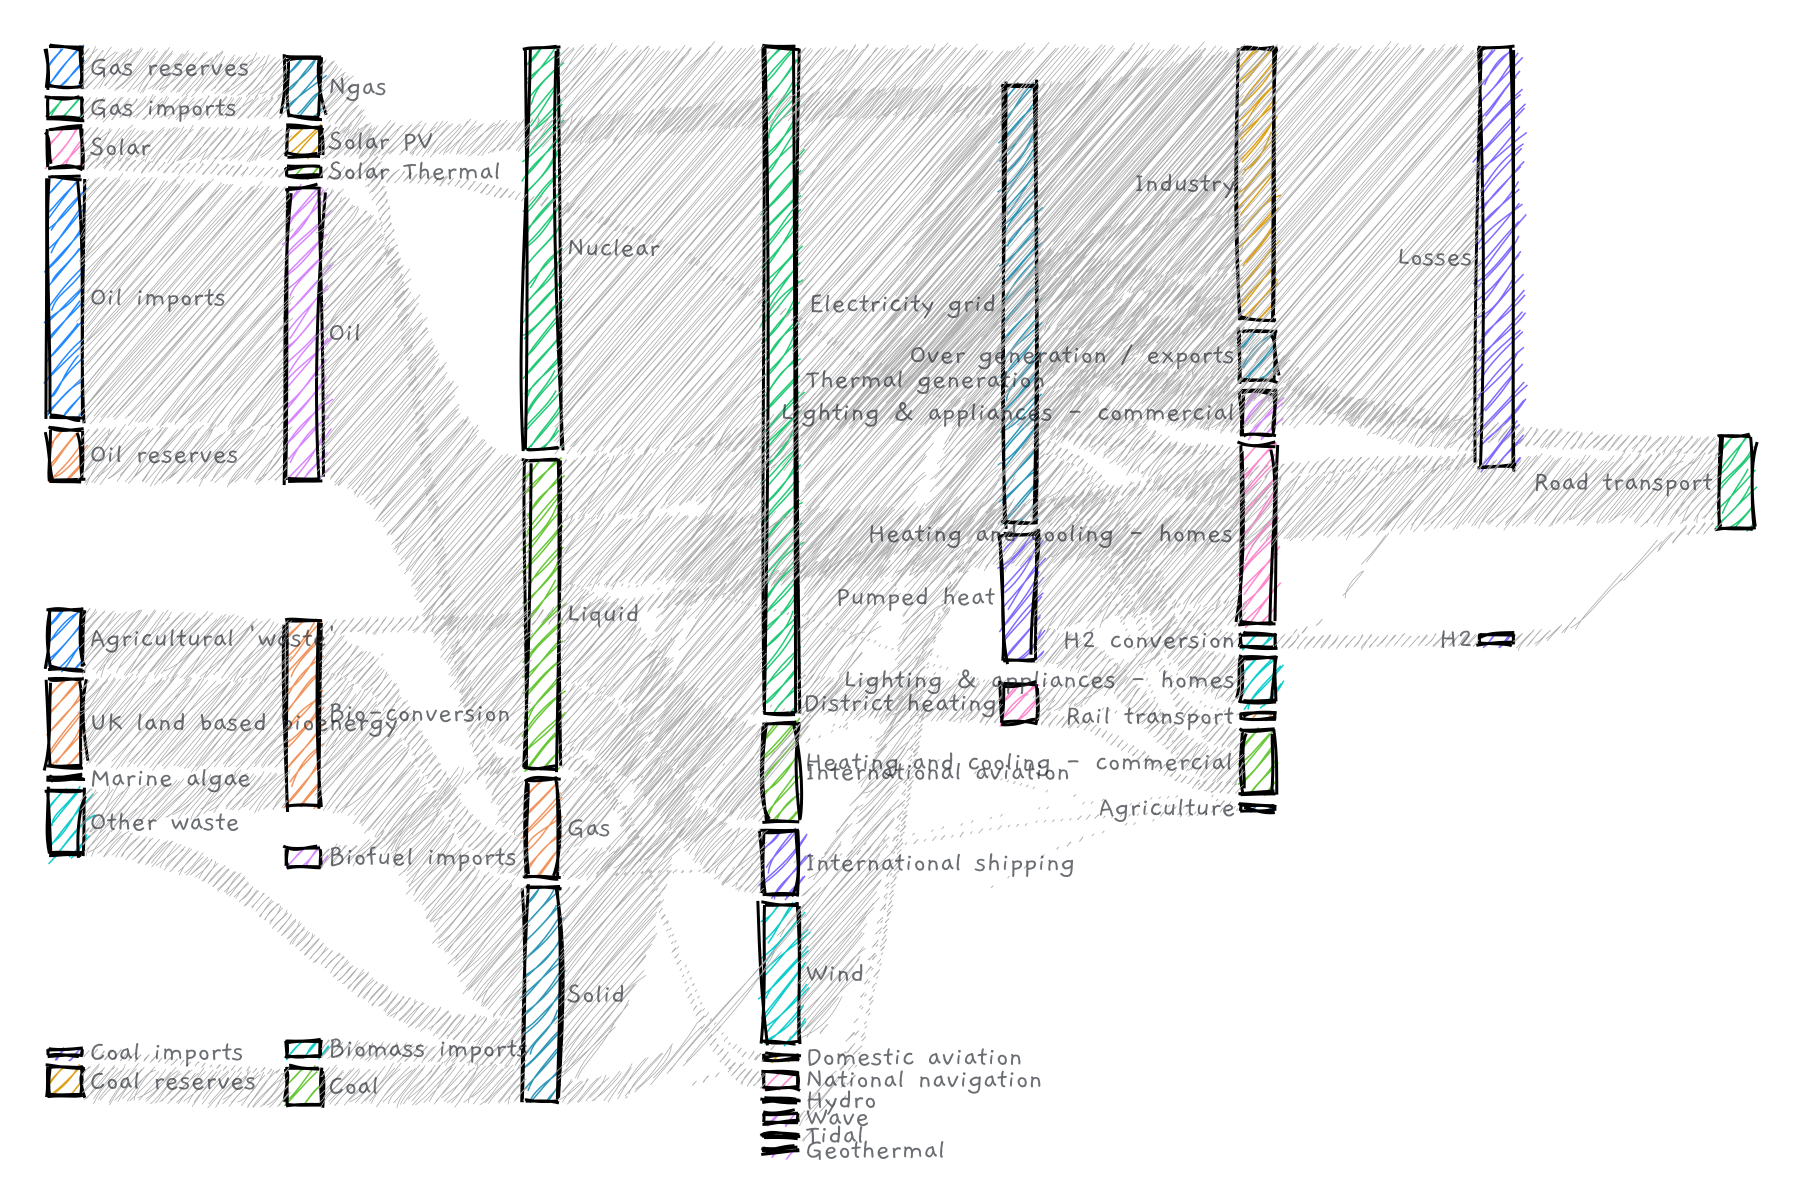 Gas reserves
Gas imports
Solar
Oil imports
Oil reserves
Agricultural 'waste'
UK land based bioenergy
Marine algae
Other waste
Coal imports
Coal reserves
Ngas
Solar PV
Solar Thermal
Oil
Bio-conversion
Biofuel imports
Biomass imports
Coal
Nuclear
Liquid
Gas
Solid
Thermal generation
International aviation
International shipping
Wind
Domestic aviation
National navigation
Hydro
Wave
Tidal
Geothermal
Electricity grid
Pumped heat
District heating
Industry
Over generation / exports
Lighting & appliances - commercial
Heating and cooling - homes
H2 conversion
Lighting & appliances - homes
Rail transport
Heating and cooling - commercial
Agriculture
Losses
H2
Road transport